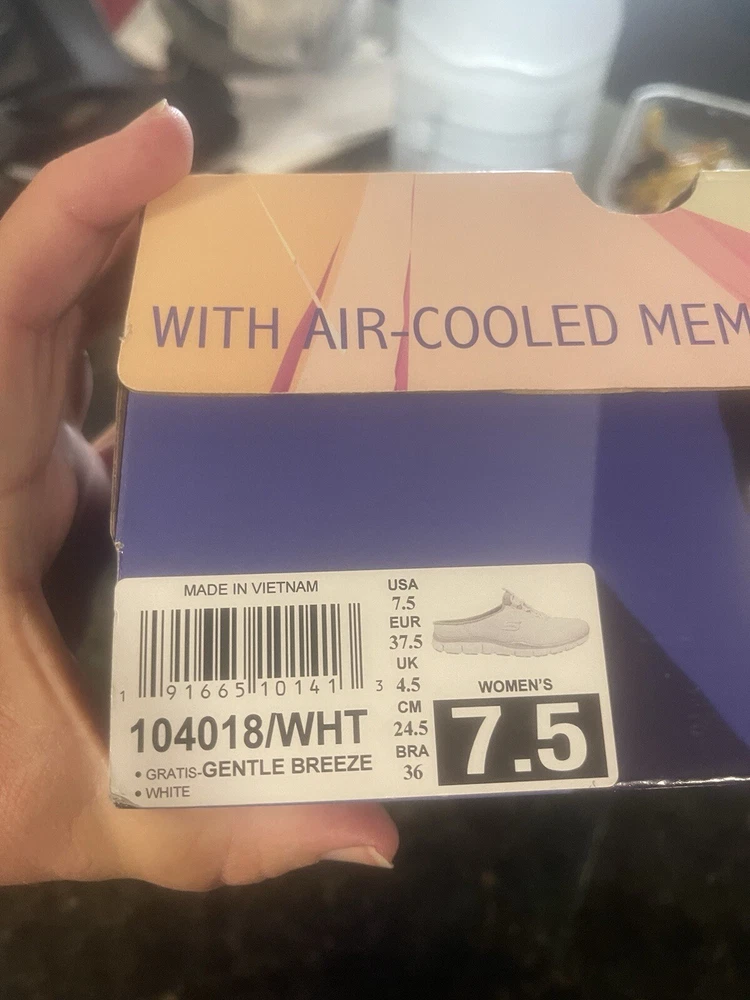 WITH AIR-COOLED MEM
MADE IN VIETNAM
1 91665 10141 3
104018/WHT
• GRATIS-GENTLE BREEZE
• WHITE
USA
7.5
EUR
37.5
UK
4.5
CM
24.5
BRA
36
WOMEN'S
7.5